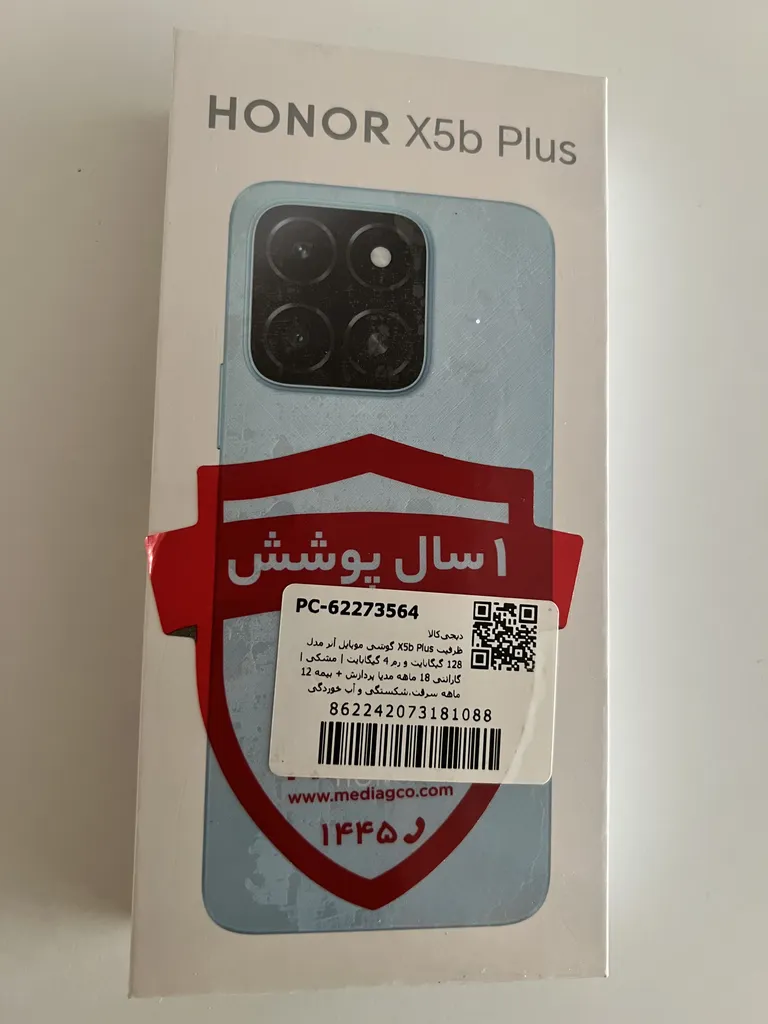 HONOR X5b Plus
۱ سال پوشش
PC-62273564
دیجی‌کالا
گوشی موبایل آنر مدل X5b Plus ظرفیت
128 گیگابایت و رم 4 گیگابایت | مشکی |
گارانتی 18 ماهه مدیا پردازش + بیمه 12
ماهه سرقت،شکستگی و آب خوردگی
862242073181088
www.mediagco.com
۱۴۴۵